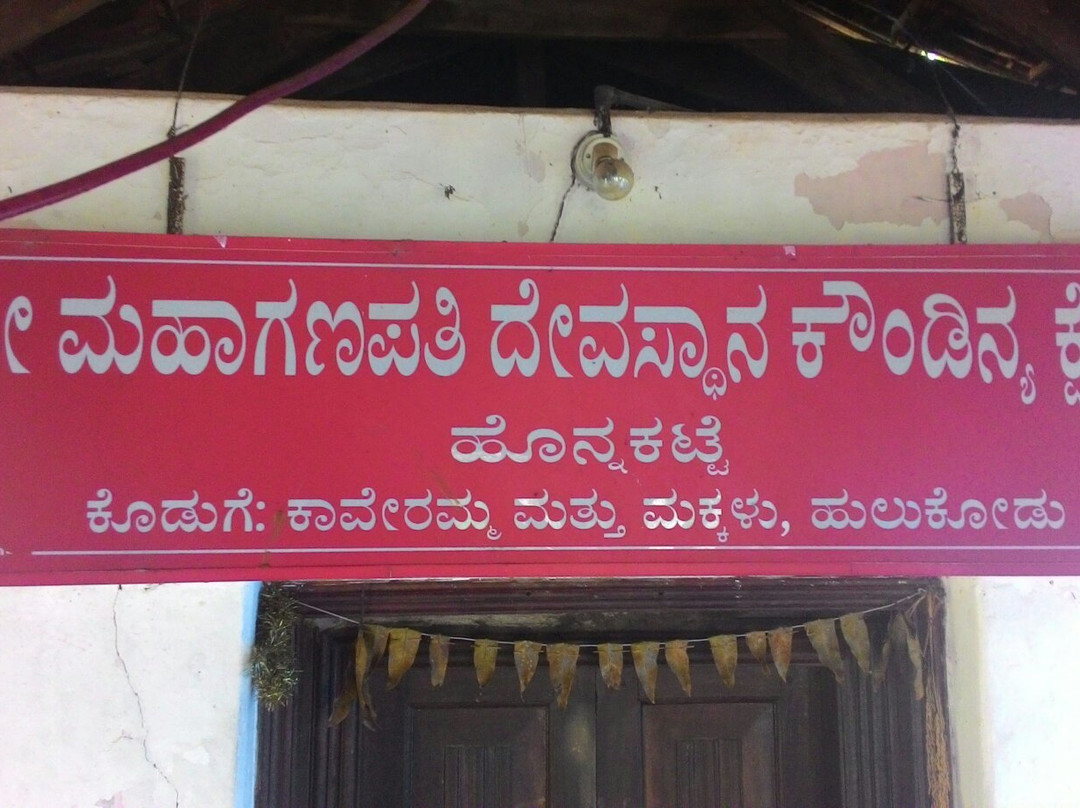 ಮಹಾಗಣಪತಿ ದೇವಸ್ಥಾನ ಕೌಂಡಿನ್ಯ
ಹೊನ್ನಕಟ್ಟೆ
ಕೊಡುಗೆ: ಕಾವೇರಮ್ಮ ಮತ್ತು ಮಕ್ಕಳು, ಹುಲುಕೋಡು